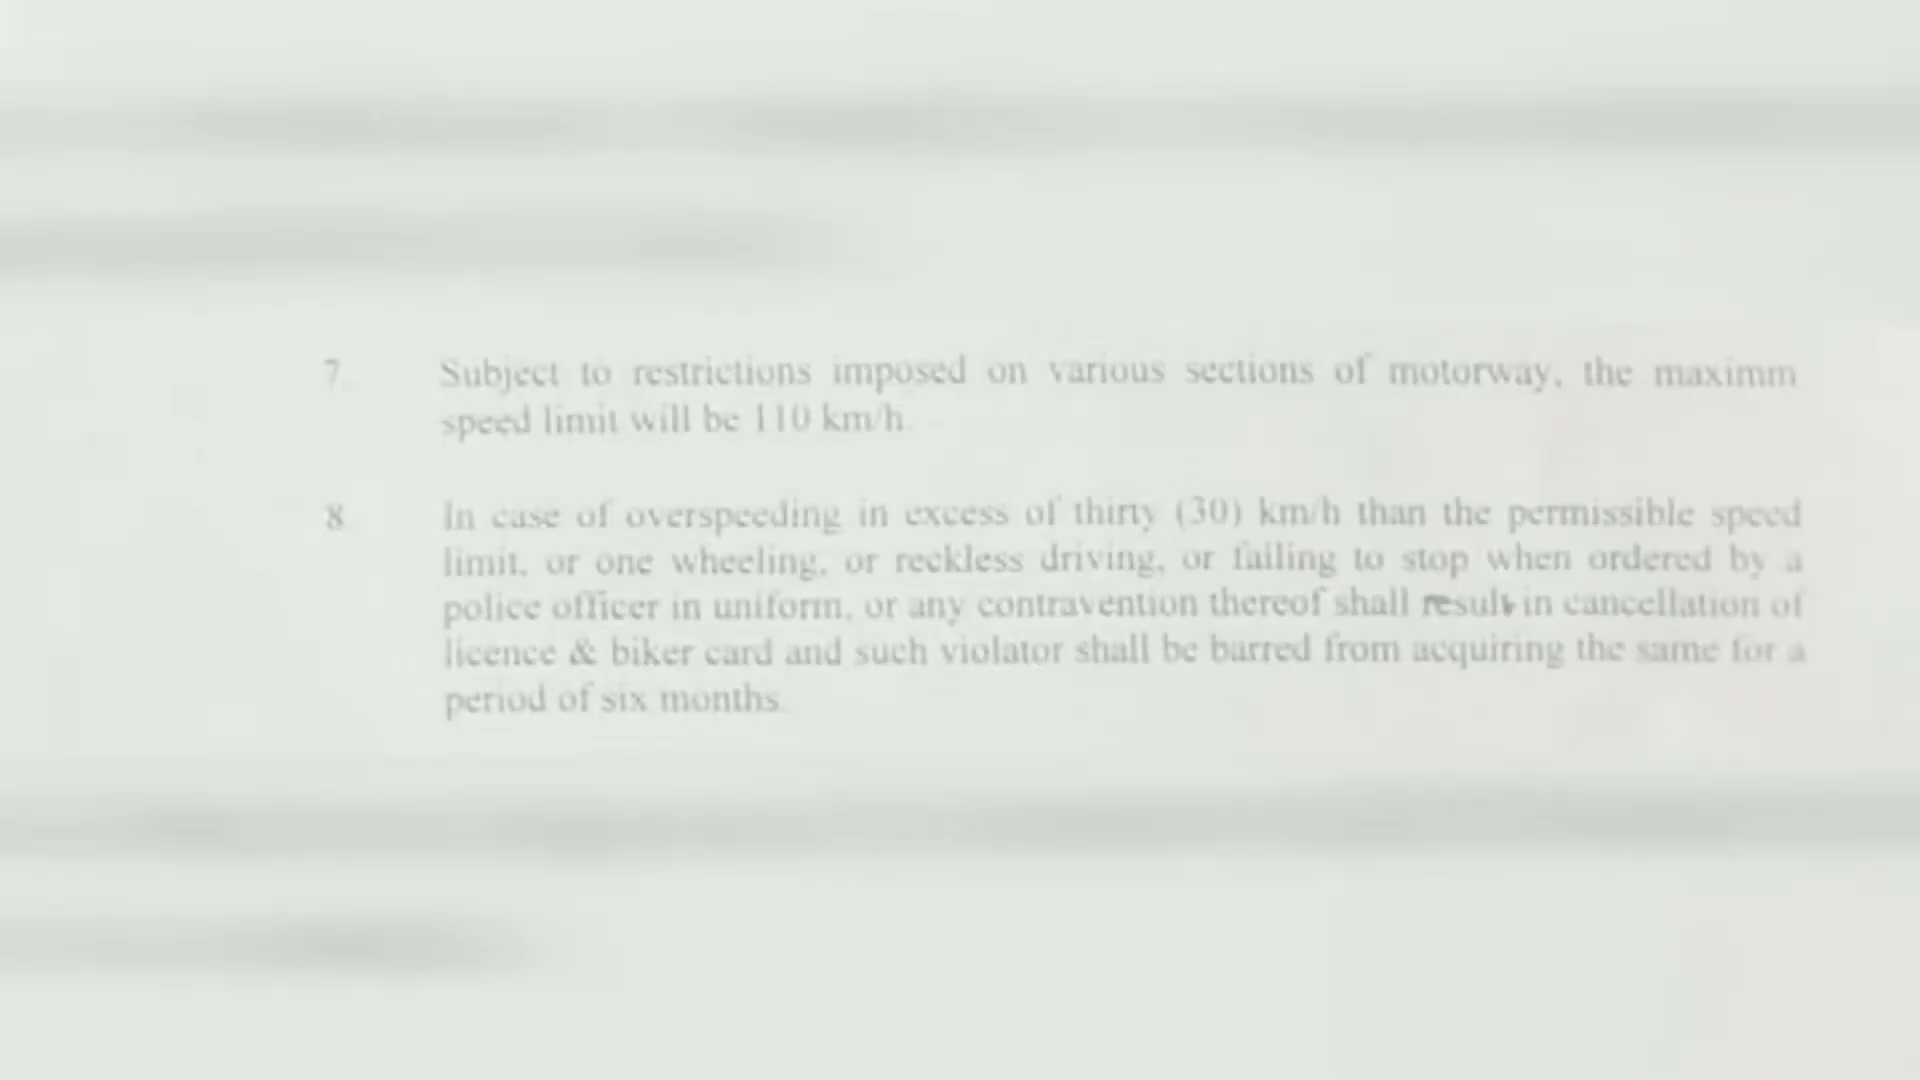 7. Subject to restrictions imposed on various sections of motorway, the maximm
speed limit will be 110 km/h.
8. In case of overspeeding in excess of thirty (30) km/h than the permissible speed
limit, or one wheeling, or reckless driving, or failing to stop when ordered by a
police officer in uniform, or any contravention thereof shall result in cancellation of
licence & biker card and such violator shall be barred from acquiring the same for a
period of six months.